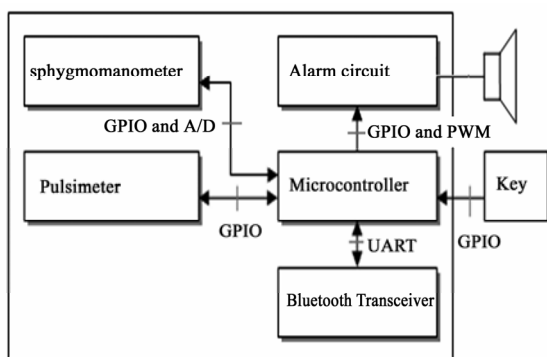 sphygmomanometer
Alarm circuit
GPIO and A/D
GPIO and PWM
Pulsimeter
Microcontroller
Key
GPIO
GPIO
UART
Bluetooth Transceiver